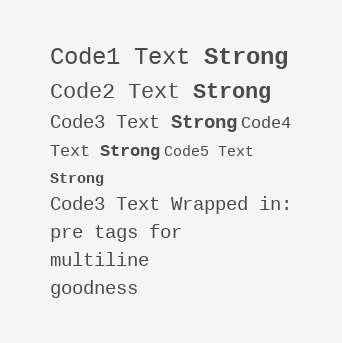 Code1 Text Strong
Code2 Text Strong
Code3 Text Strong Code4
Text Strong Code5 Text
Strong
Code3 Text Wrapped in:
pre tags for
multiline
goodness